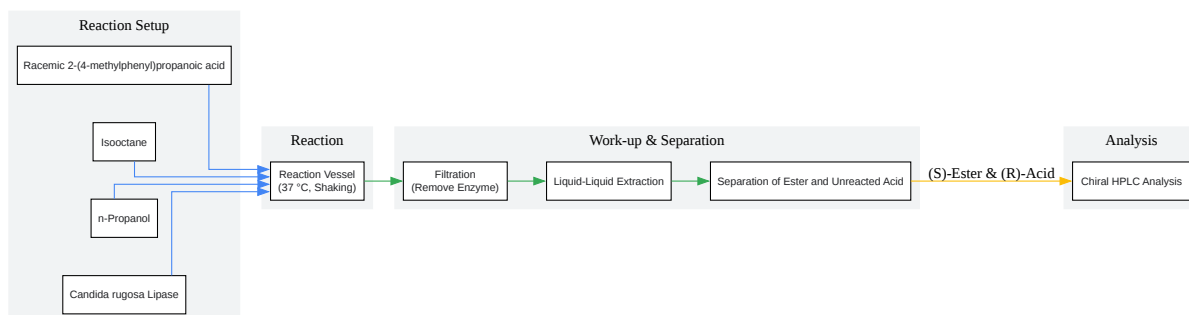 Reaction Setup
Racemic 2-(4-methylphenyl)propanoic acid
Isooctane
n-Propanol
Candida rugosa Lipase
Reaction
Reaction Vessel
(37 °C, Shaking)
Work-up & Separation
Filtration
(Remove Enzyme)
Liquid-Liquid Extraction
Separation of Ester and Unreacted Acid
(S)-Ester & (R)-Acid
Analysis
Chiral HPLC Analysis